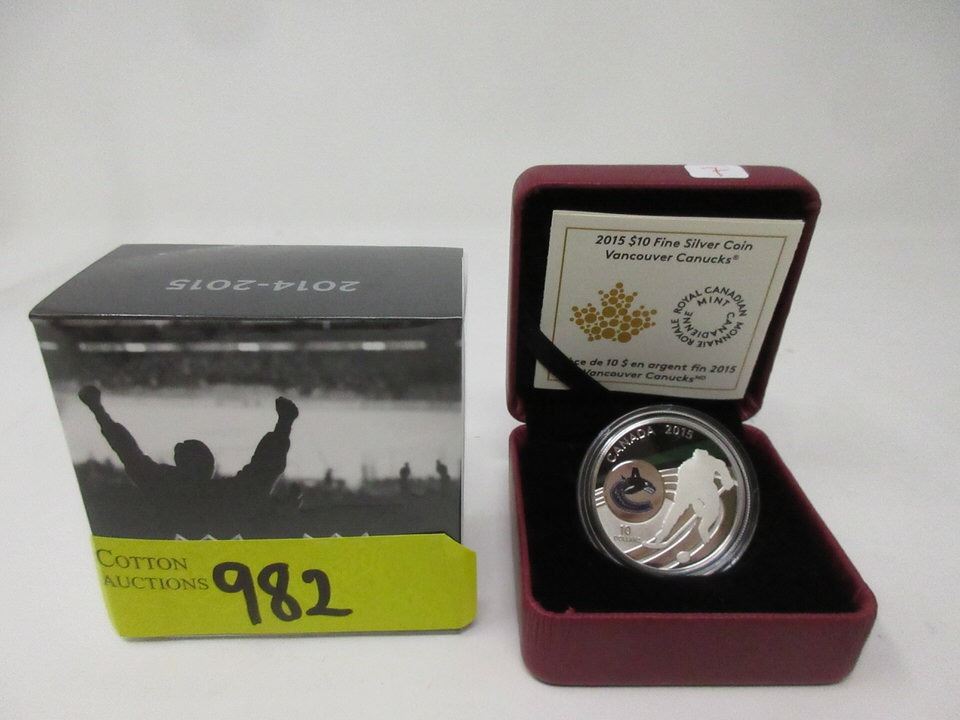 2014-2015
COTTON
AUCTIONS 982
2015 $10 Fine Silver Coin
Vancouver Canucks®
ROYAL CANADIAN MINT
MONNAIE ROYALE CANADIENNE
de 10 $ en argent fin 2015
Vancouver Canucks MD
CANADA 2015
10
DOLLARS